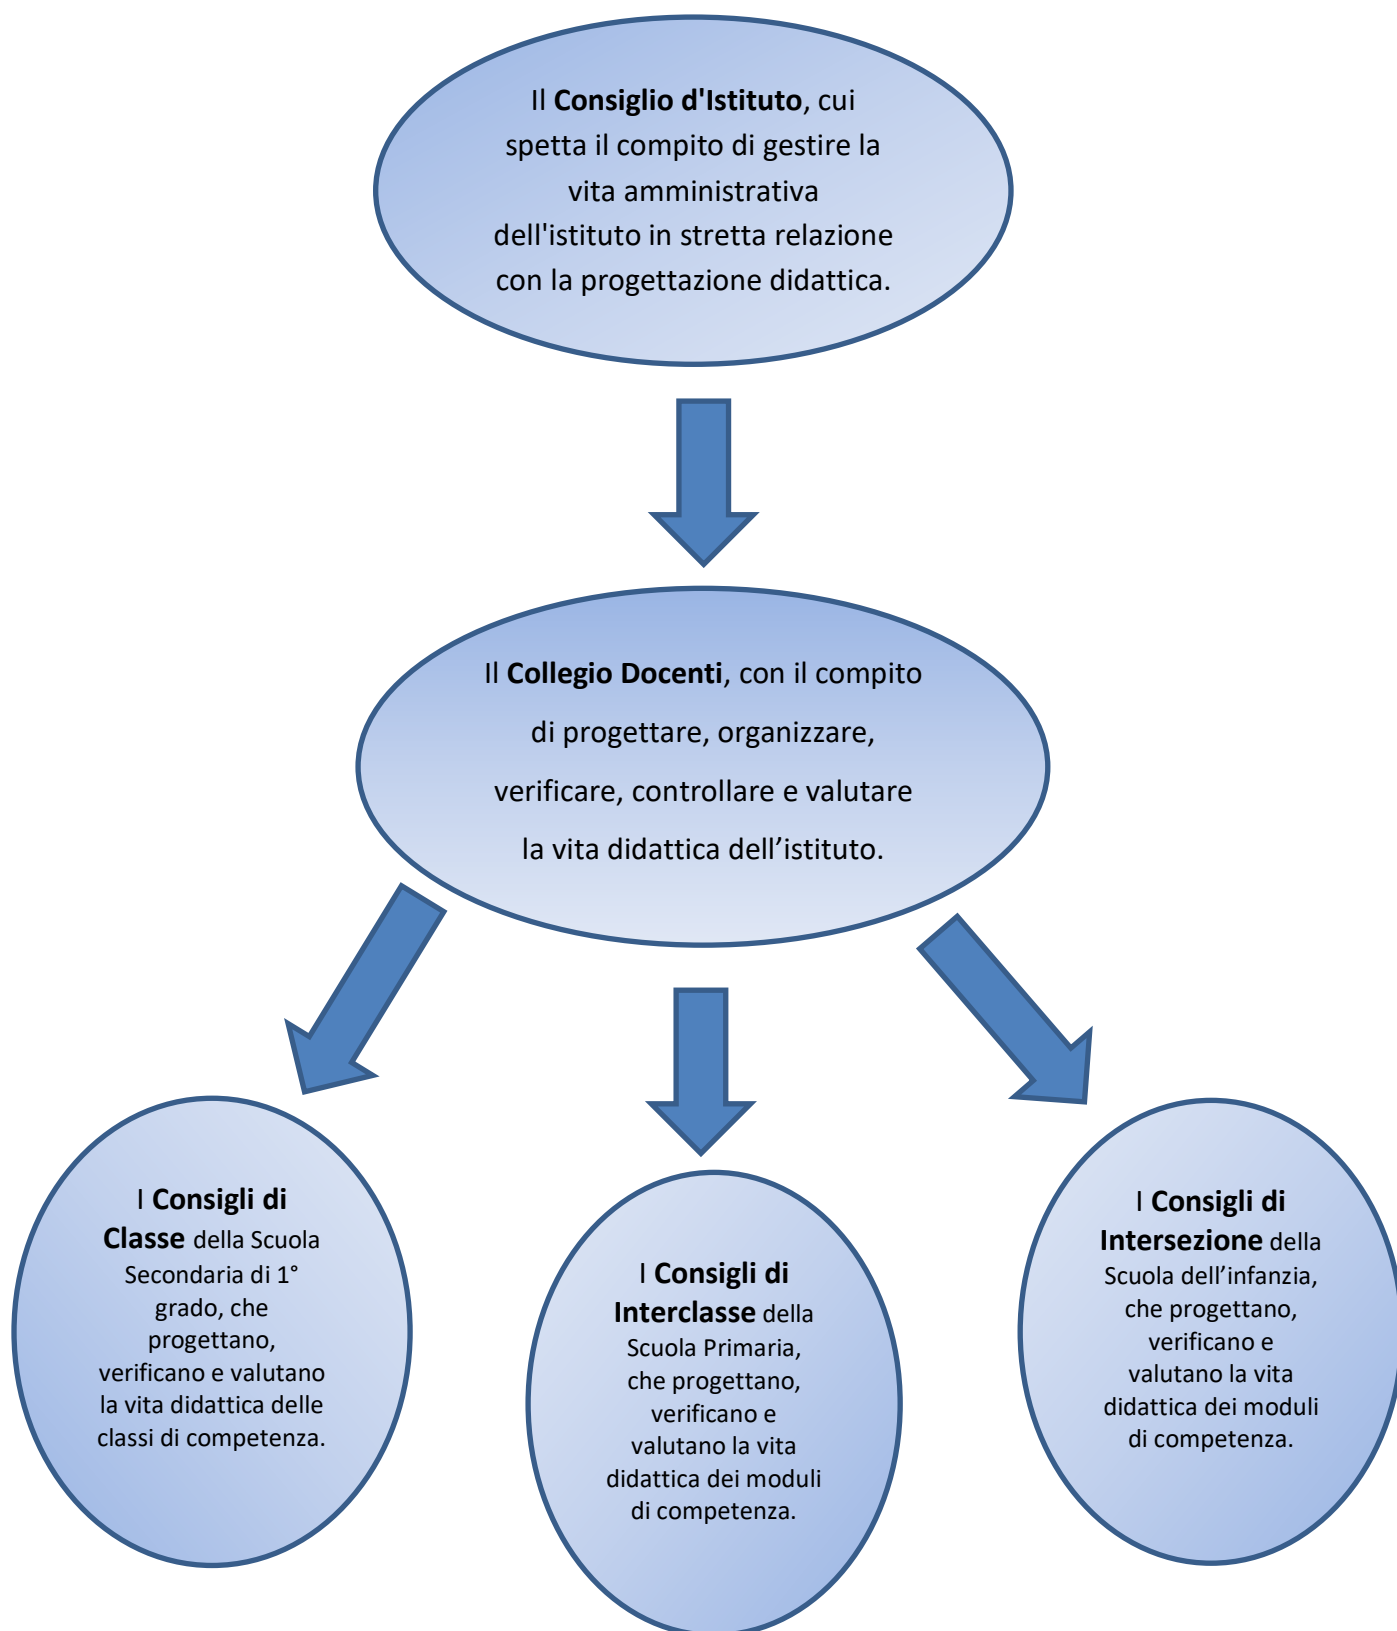 Il Consiglio d'Istituto, cui
spetta il compito di gestire la
vita amministrativa
dell'istituto in stretta relazione
con la progettazione didattica.
Il Collegio Docenti, con il compito
di progettare, organizzare,
verificare, controllare e valutare
la vita didattica dell’istituto.
I Consigli di
Classe della Scuola
Secondaria di 1°
grado, che
progettano,
verificano e valutano
la vita didattica delle
classi di competenza.
I Consigli di
Interclasse della
Scuola Primaria,
che progettano,
verificano e
valutano la vita
didattica dei moduli
di competenza.
I Consigli di
Intersezione della
Scuola dell’infanzia,
che progettano,
verificano e
valutano la vita
didattica dei moduli
di competenza.